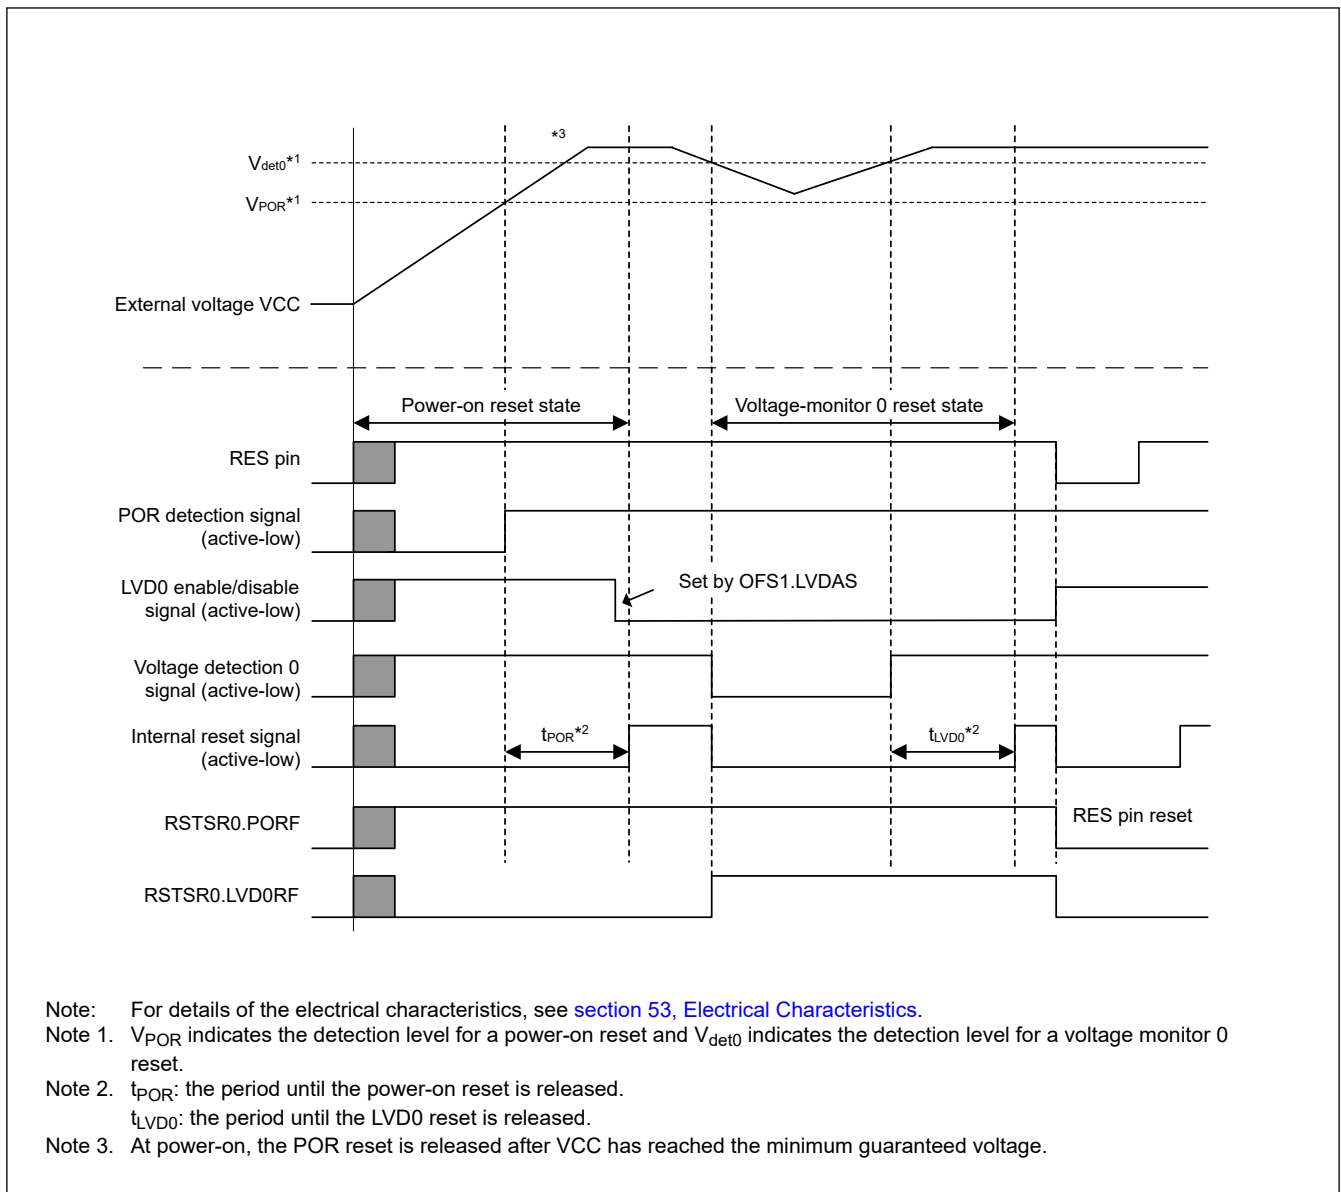 *3
Vdet0*1
VPOR*1
External voltage VCC
Power-on reset state
Voltage-monitor 0 reset state
RES pin
POR detection signal
(active-low)
LVD0 enable/disable
signal (active-low)
Set by OFS1.LVDAS
Voltage detection 0
signal (active-low)
Internal reset signal
(active-low)
tPOR*2
tLVD0*2
RSTSR0.PORF
RES pin reset
RSTSR0.LVD0RF
Note: For details of the electrical characteristics, see section 53, Electrical Characteristics.
Note 1. VPOR indicates the detection level for a power-on reset and Vdet0 indicates the detection level for a voltage monitor 0
reset.
Note 2. tPOR: the period until the power-on reset is released.
tLVD0: the period until the LVD0 reset is released.
Note 3. At power-on, the POR reset is released after VCC has reached the minimum guaranteed voltage.